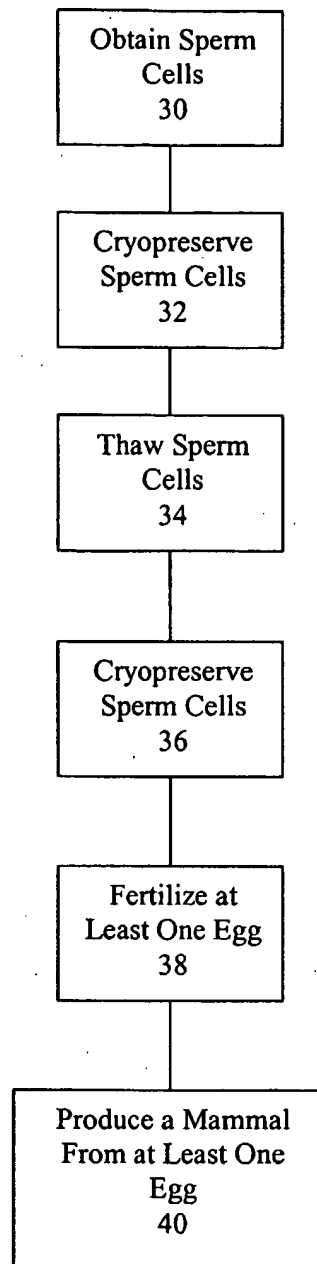 Obtain Sperm
Cells
30
Cryopreserve
Sperm Cells
32
Thaw Sperm
Cells
34
Cryopreserve
Sperm Cells
36
Fertilize at
Least One Egg
38
Produce a Mammal
From at Least One
Egg
40